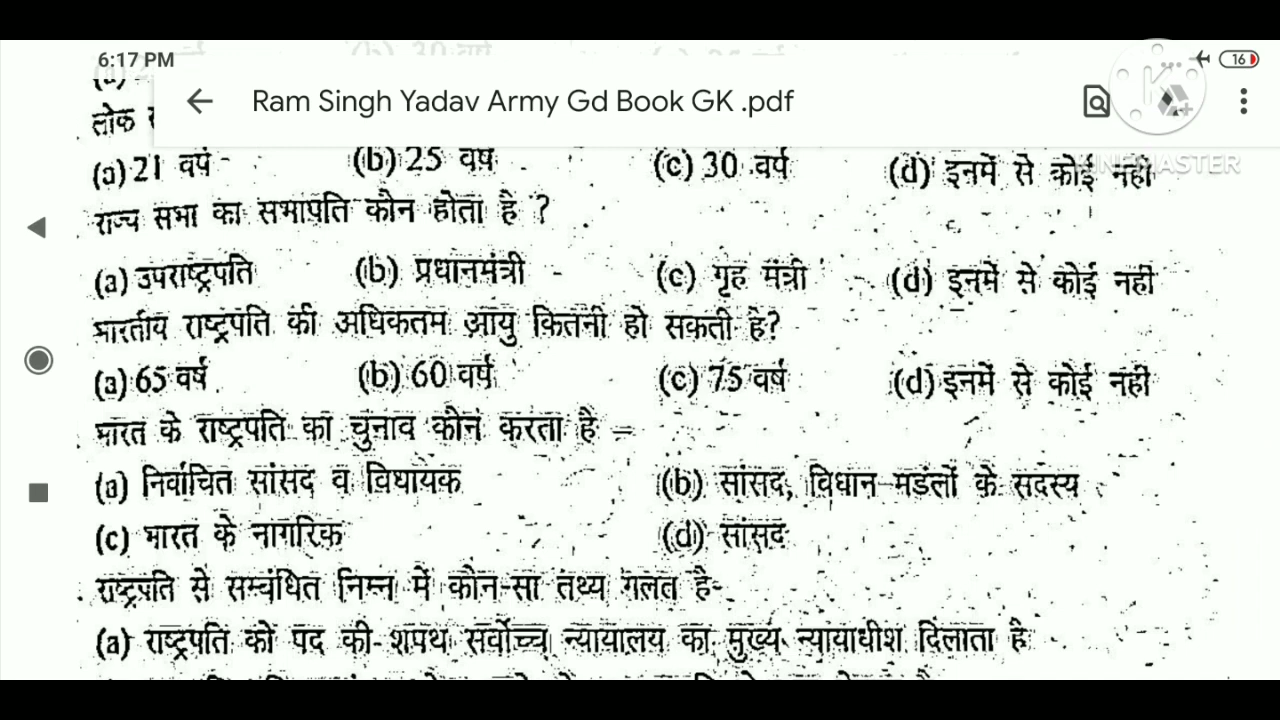 6:17 PM
16
Ram Singh Yadav Army Gd Book GK .pdf
KINEMASTER
लोक
(a) 21 वर्ष (b) 25 वर्ष (c) 30 वर्ष (d) इनमें से कोई नही
राज्य सभा का सभापति कौन होता है ?
(a) उपराष्ट्रपति (b) प्रधानमंत्री (c) गृह मंत्री (d) इनमें से कोई नही
भारतीय राष्ट्रपति की अधिकतम आयु कितनी हो सकती है?
(a) 65 वर्ष (b) 60 वर्ष (c) 75 वर्ष (d) इनमें से कोई नही
भारत के राष्ट्रपति का चुनाव कौन करता है –
(a) निर्वाचित सांसद व विधायक (b) सांसद, विधान मडंलों के सदस्य
(c) भारत के नागरिक (d) सांसद
राष्ट्रपति से सम्बंधित निम्न में कौन सा तथ्य गलत है-
(a) राष्ट्रपति को पद की शपथ सर्वोच्च न्यायालय का मुख्य न्यायाधीश दिलाता है